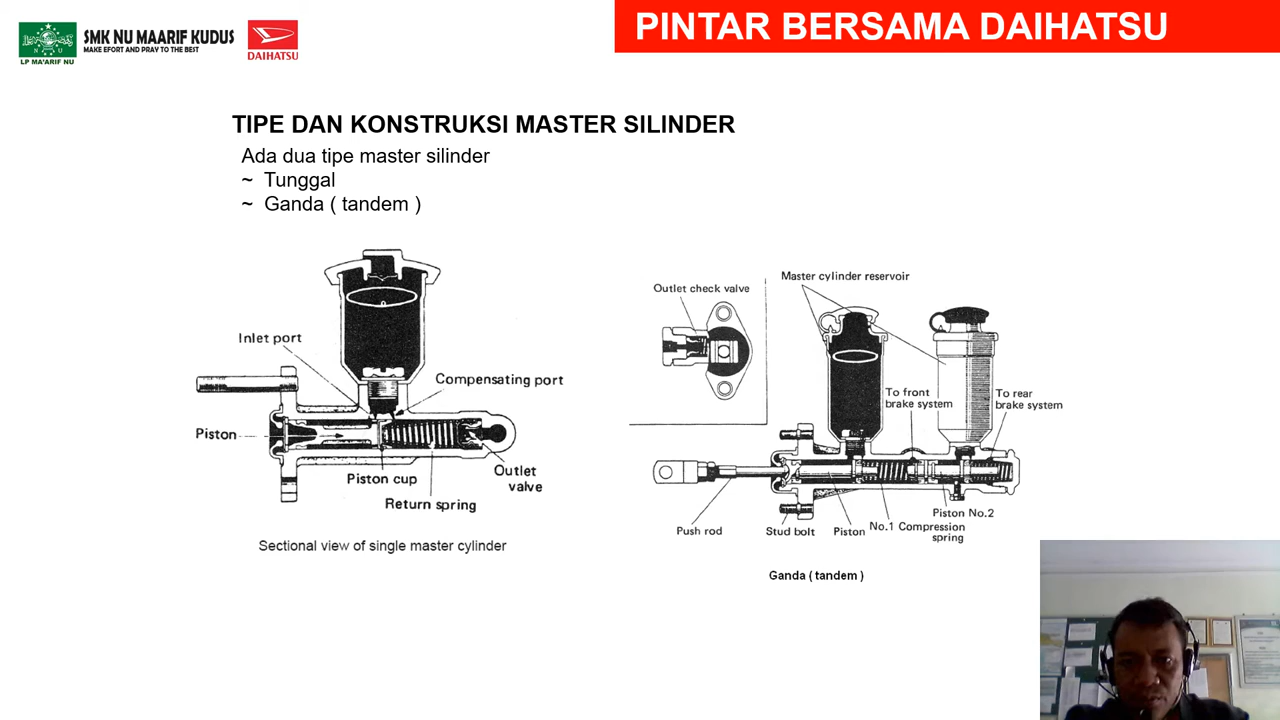 SMK NU MAARIF KUDUS
MAKE EFORT AND PRAY TO THE BEST
LP MA'ARIF NU
DAIHATSU
PINTAR BERSAMA DAIHATSU
TIPE DAN KONSTRUKSI MASTER SILINDER
Ada dua tipe master silinder
~ Tunggal
~ Ganda ( tandem )
Inlet port
Compensating port
Piston
Piston cup
Outlet
valve
Return spring
Sectional view of single master cylinder
Master cylinder reservoir
Outlet check valve
To front
brake system
To rear
brake system
Push rod
Stud bolt
Piston
No.1 Compression
spring
Piston No.2
Ganda ( tandem )